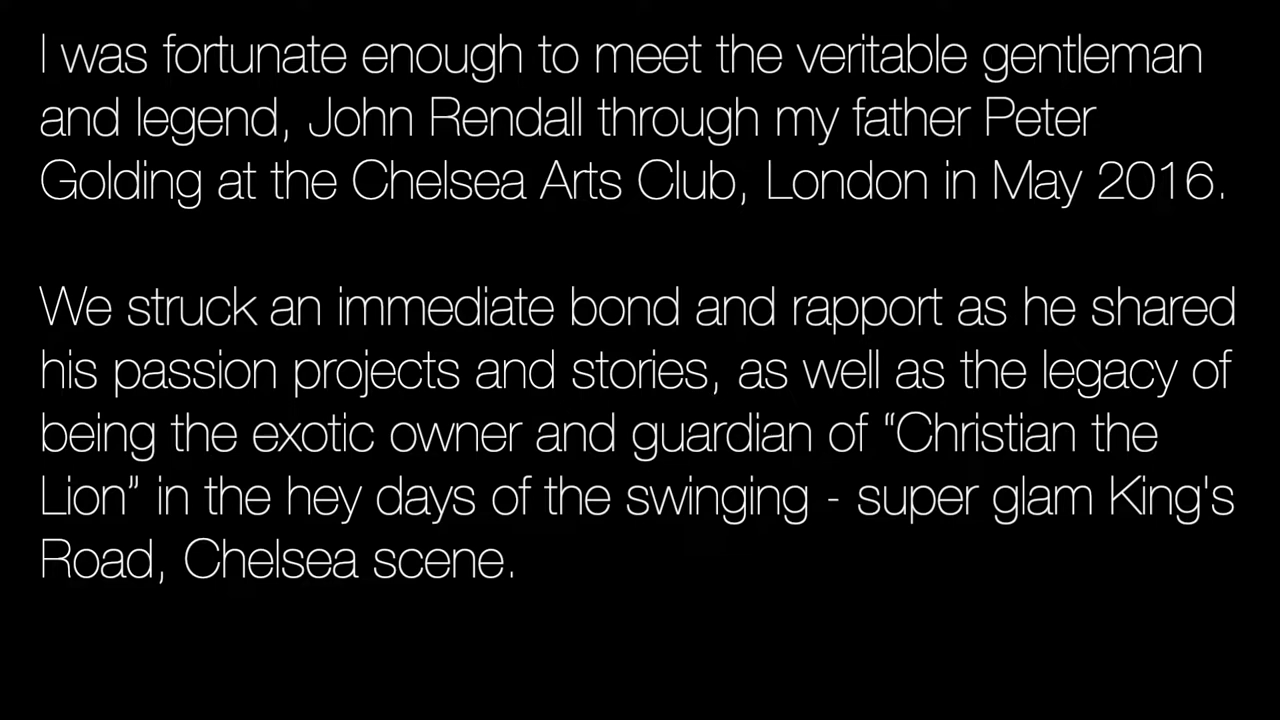 I was fortunate enough to meet the veritable gentleman
and legend, John Rendall through my father Peter
Golding at the Chelsea Arts Club, London in May 2016.
We struck an immediate bond and rapport as he shared
his passion projects and stories, as well as the legacy of
being the exotic owner and guardian of “Christian the
Lion” in the hey days of the swinging - super glam King's
Road, Chelsea scene.